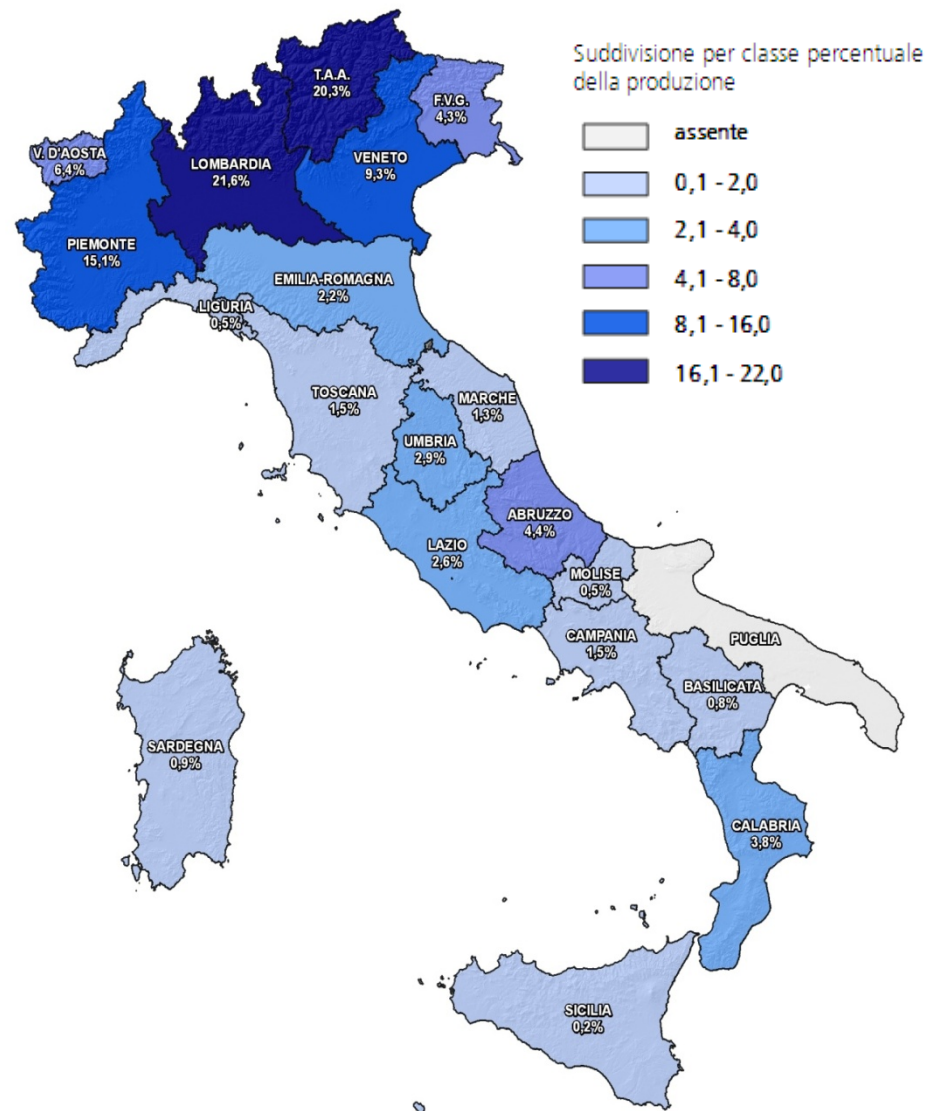 Suddivisione per classe percentuale
della produzione
assente
0,1 - 2,0
2,1 - 4,0
4,1 - 8,0
8,1 - 16,0
16,1 - 22,0
T.A.A.
20,3%
F.V.G.
4,3%
V. D'AOSTA
6,4%
LOMBARDIA
21,6%
VENETO
9,3%
PIEMONTE
15,1%
EMILIA-ROMAGNA
2,2%
LIGURIA
0,5%
TOSCANA
1,5%
MARCHE
1,3%
UMBRIA
2,9%
ABRUZZO
4,4%
LAZIO
2,6%
MOLISE
0,5%
CAMPANIA
1,5%
PUGLIA
BASILICATA
0,8%
SARDEGNA
0,9%
CALABRIA
3,8%
SICILIA
0,2%